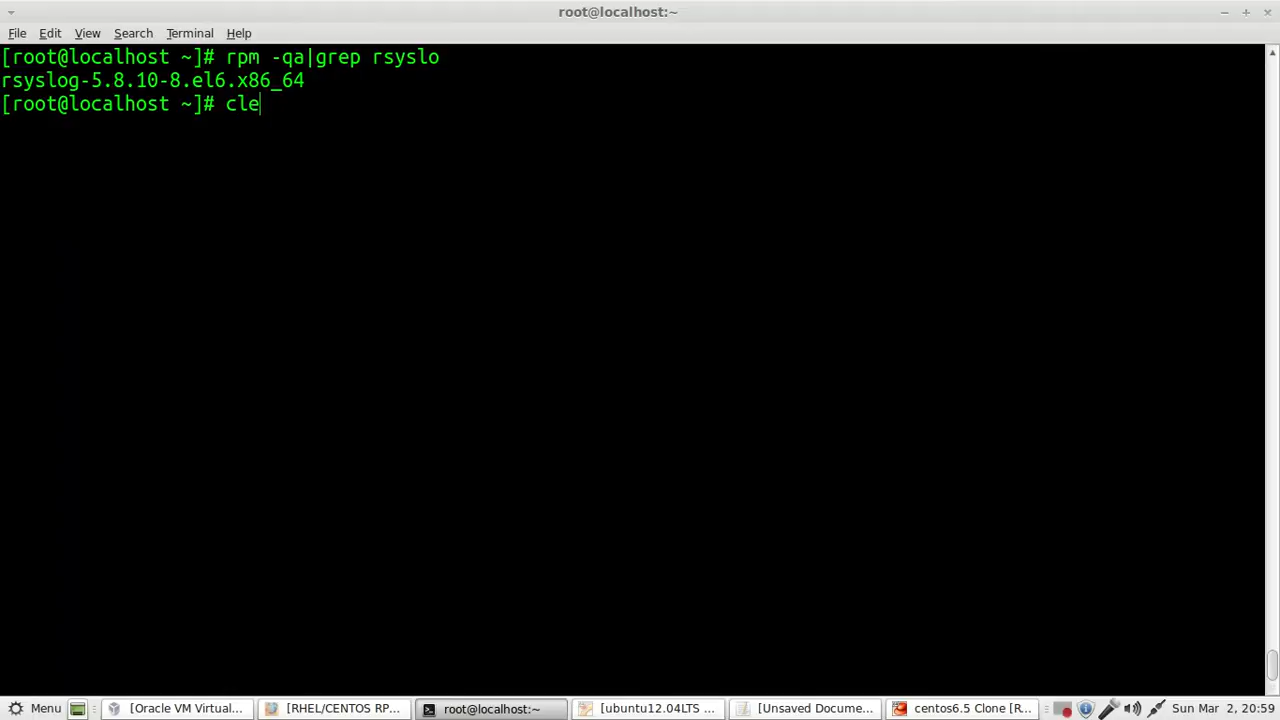 root@localhost:~
File Edit View Search Terminal Help
[root@localhost ~]# rpm -qa|grep rsyslo
rsyslog-5.8.10-8.el6.x86_64
[root@localhost ~]# cle
Menu [Oracle VM Virtual... [RHEL/CENTOS RP... root@localhost:~ [ubuntu12.04LTS ... [Unsaved Docume... centos6.5 Clone [R... Sun Mar 2, 20:59